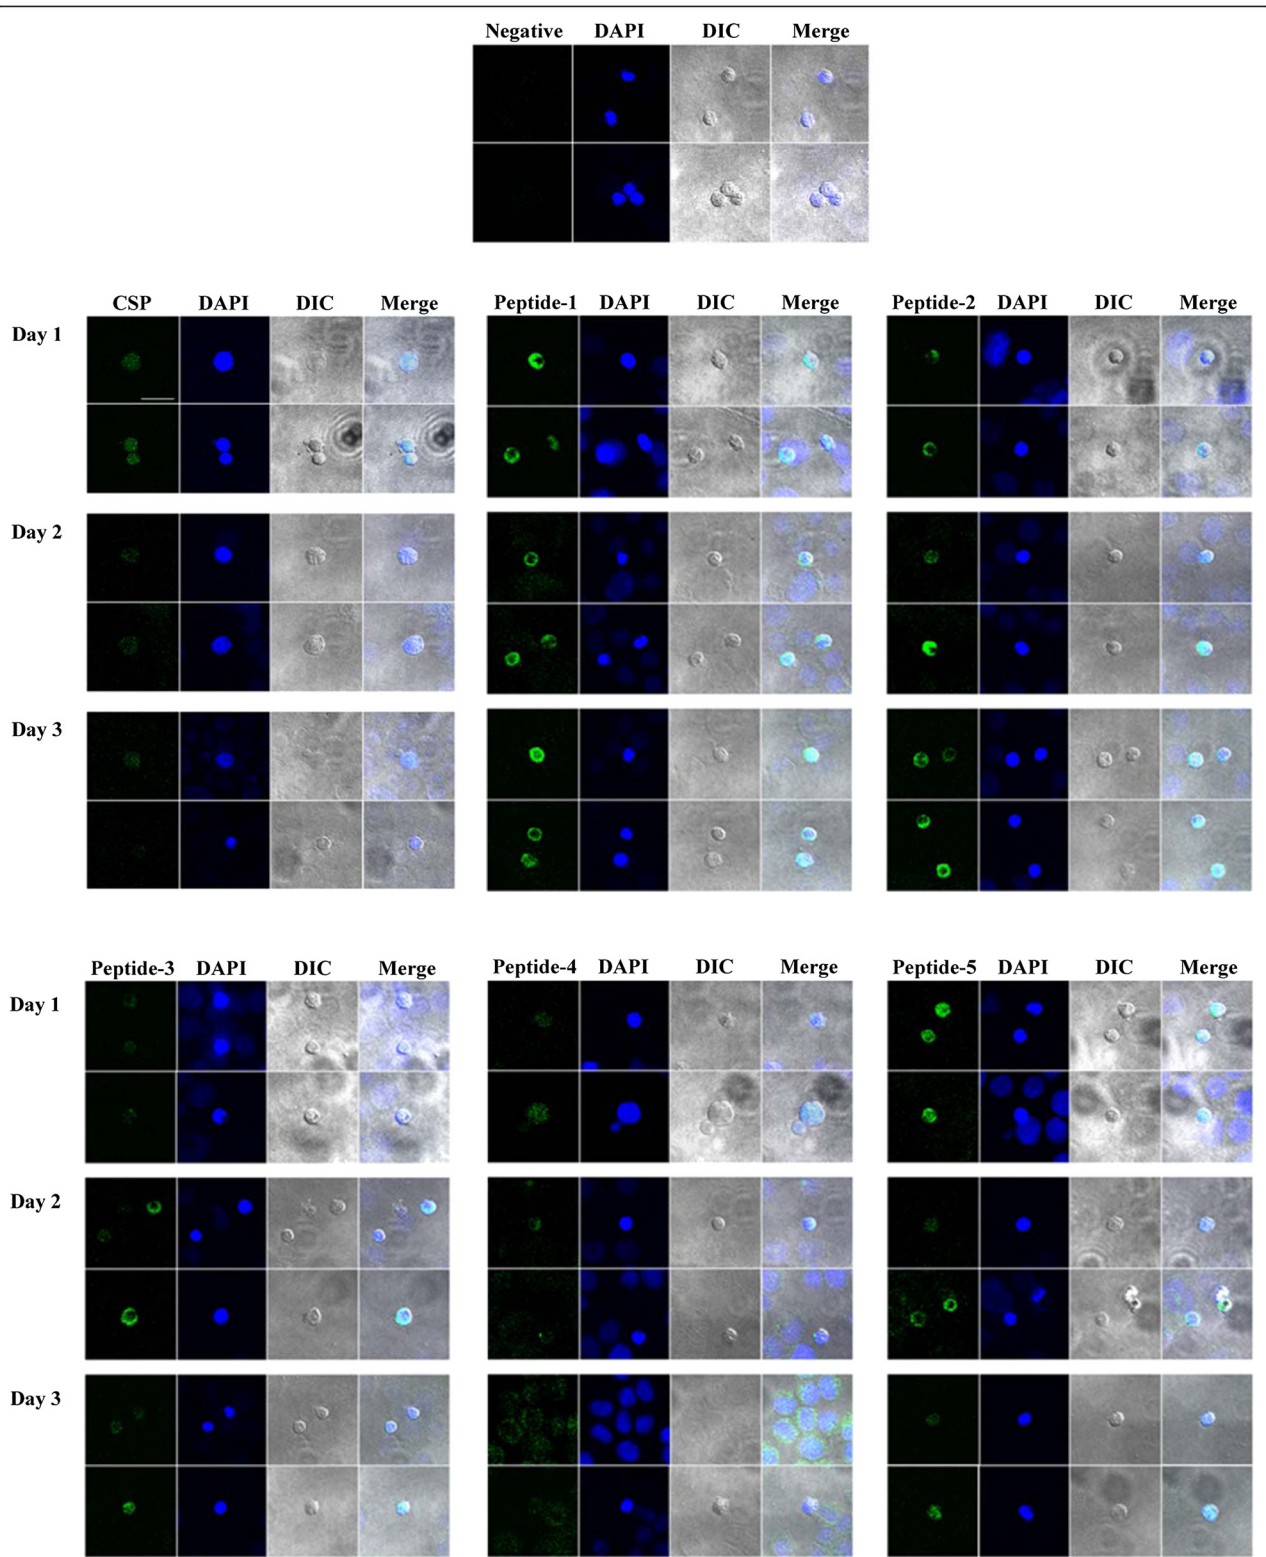 Negative DAPI DIC Merge
CSP DAPI DIC Merge Peptide-1 DAPI DIC Merge Peptide-2 DAPI DIC Merge
Day 1
Day 2
Day 3
Peptide-3 DAPI DIC Merge Peptide-4 DAPI DIC Merge Peptide-5 DAPI DIC Merge
Day 1
Day 2
Day 3